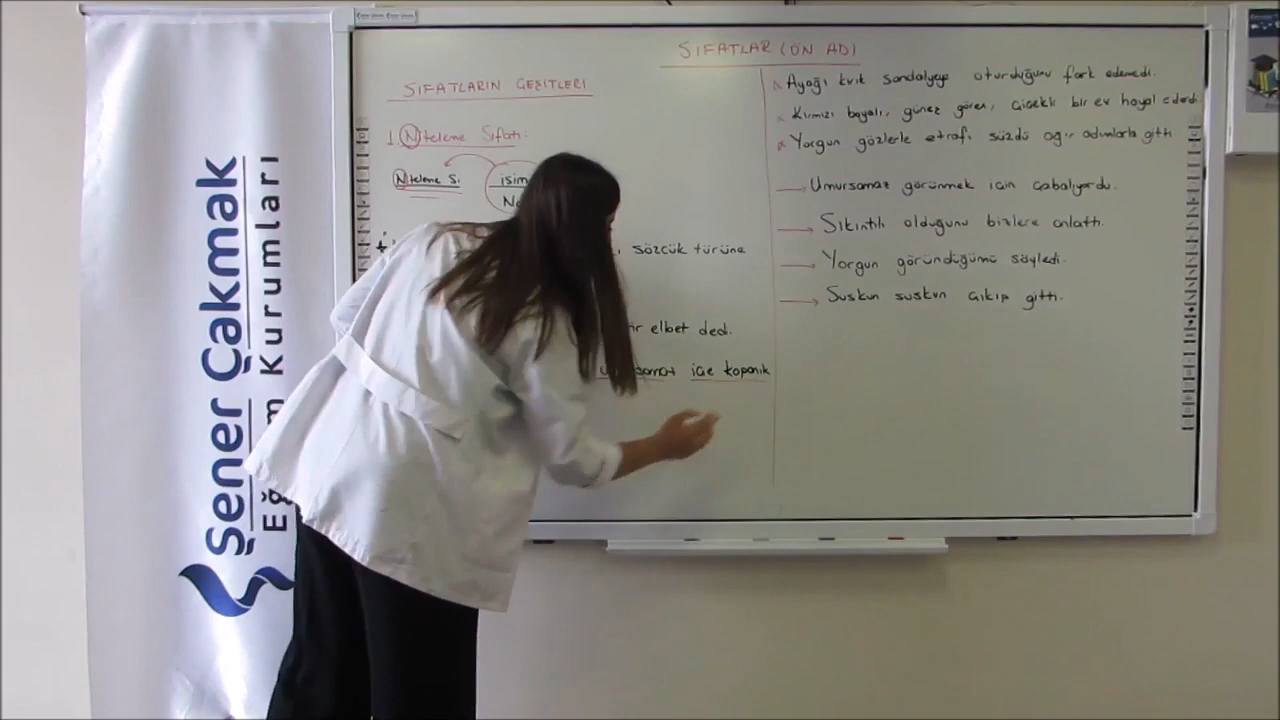 Şener Çakmak
Eğ m Kurumları
SIFATLAR (ÖN AD)
SIFATLARIN ÇEŞİTLERİ
1. Niteleme Sıfatı:
Niteleme Sı. isim
sözcük türüne
elbet dedi.
içe kapanık
Ayağı kırık sandalyeye oturduğunu fark edemedi.
Kırmızı boyalı, güneş gören, çiçekli bir ev hayal ederdi
Yorgun gözlerle etrafı süzdü ağır adımlarla gitti.
Umursamaz görünmek için çabalıyordu.
Sıkıntılı olduğunu bizlere anlattı.
Yorgun göründüğümü söyledi.
Suskun suskun çıkıp gitti.